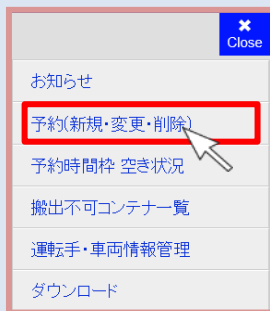 ✖
Close
お知らせ
予約(新規・変更・削除)
予約時間枠 空き状況
搬出不可コンテナ一覧
運転手・車両情報管理
ダウンロード